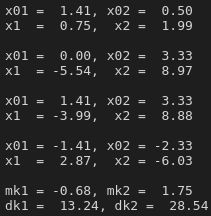 x01 =  1.41, x02 =  0.50
x1  =  0.75,  x2 =  1.99

x01 =  0.00, x02 =  3.33
x1  = -5.54,  x2 =  8.97

x01 =  1.41, x02 =  3.33
x1  = -3.99,  x2 =  8.88

x01 = -1.41, x02 = -2.33
x1  =  2.87,  x2 = -6.03

mk1 = -0.68, mk2 =  1.75
dk1 =  13.24, dk2 =  28.54